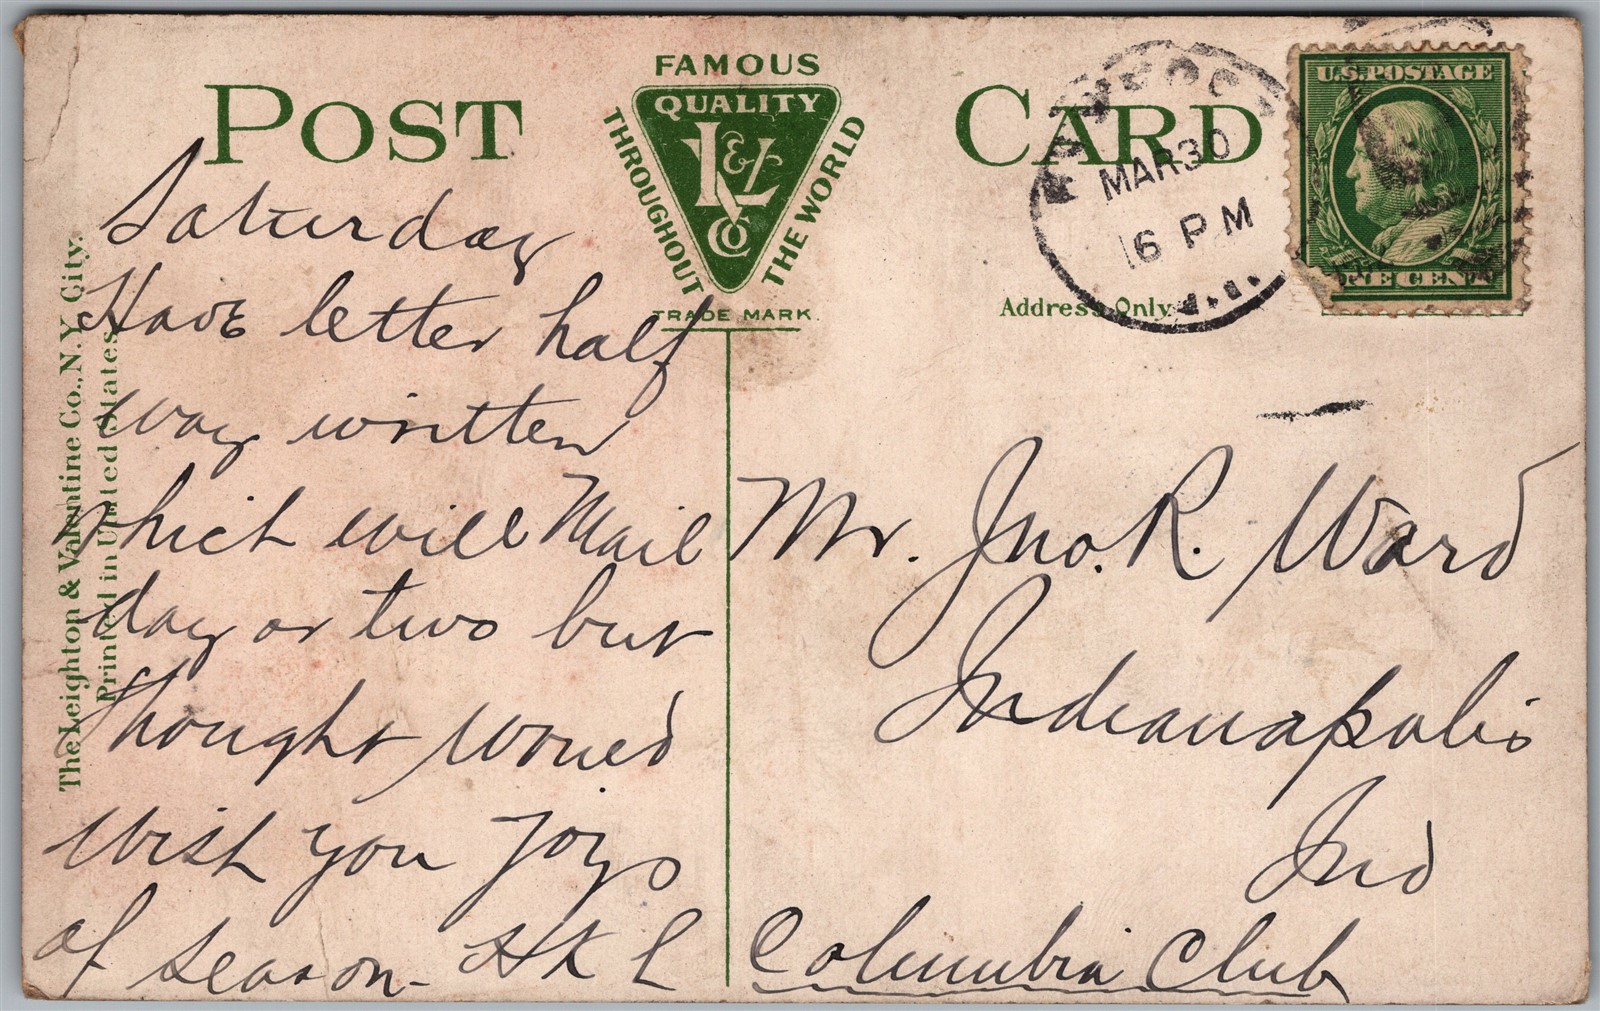 POST CARD
FAMOUS
QUALITY
THROUGHOUT
THE WORLD
L&V
CO
TRADE MARK.
Address Only
U.S. POSTAGE
ONE CENT
MAR 30
6 PM
The Leighton & Valentine Co., N.Y. City.
Printed in United States.
Saturday
Have letter half
way written
which will Mail
day or two but
thought would
wish you joys
of season - H K L
Mr. Jno. R. Ward
Indianapolis
Ind
Columbia Club